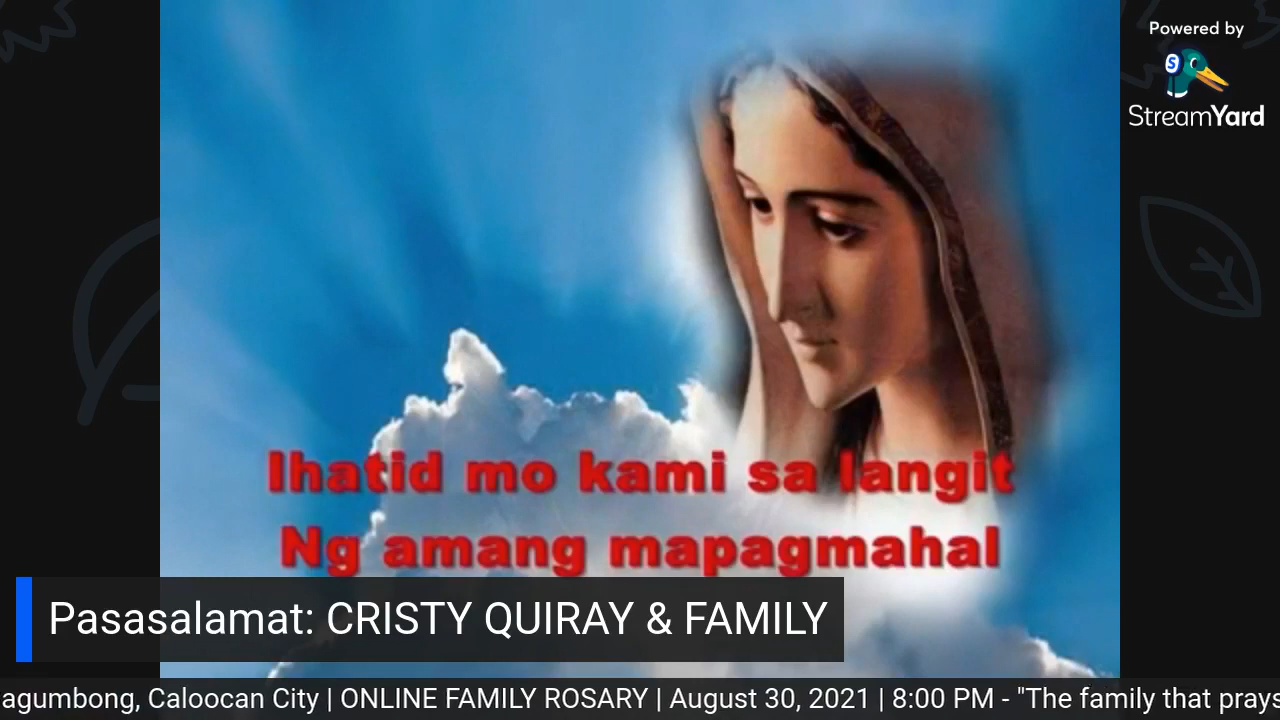 Powered by
StreamYard
Ihatid mo kami sa langit
Ng amang mapagmahal
Pasasalamat: CRISTY QUIRAY & FAMILY
agumbong, Caloocan City | ONLINE FAMILY ROSARY | August 30, 2021 | 8:00 PM - "The family that prays